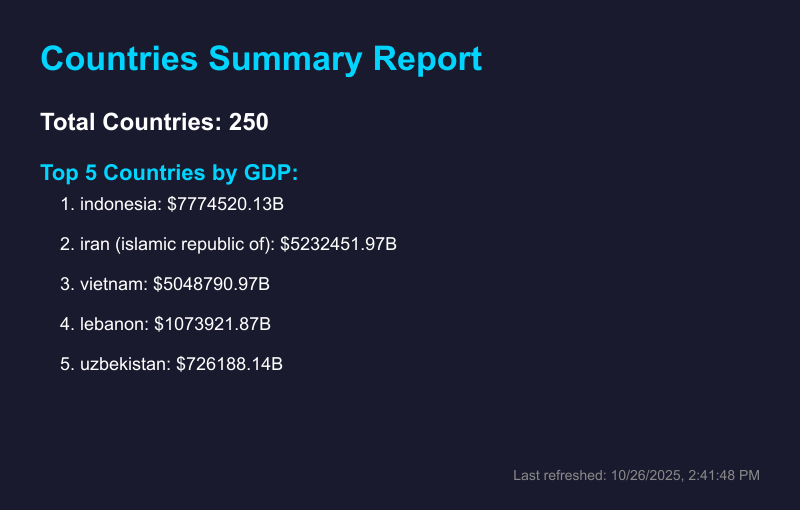 Countries Summary Report
Total Countries: 250
Top 5 Countries by GDP:
1. indonesia: $7774520.13B
2. iran (islamic republic of): $5232451.97B
3. vietnam: $5048790.97B
4. lebanon: $1073921.87B
5. uzbekistan: $726188.14B
Last refreshed: 10/26/2025, 2:41:48 PM